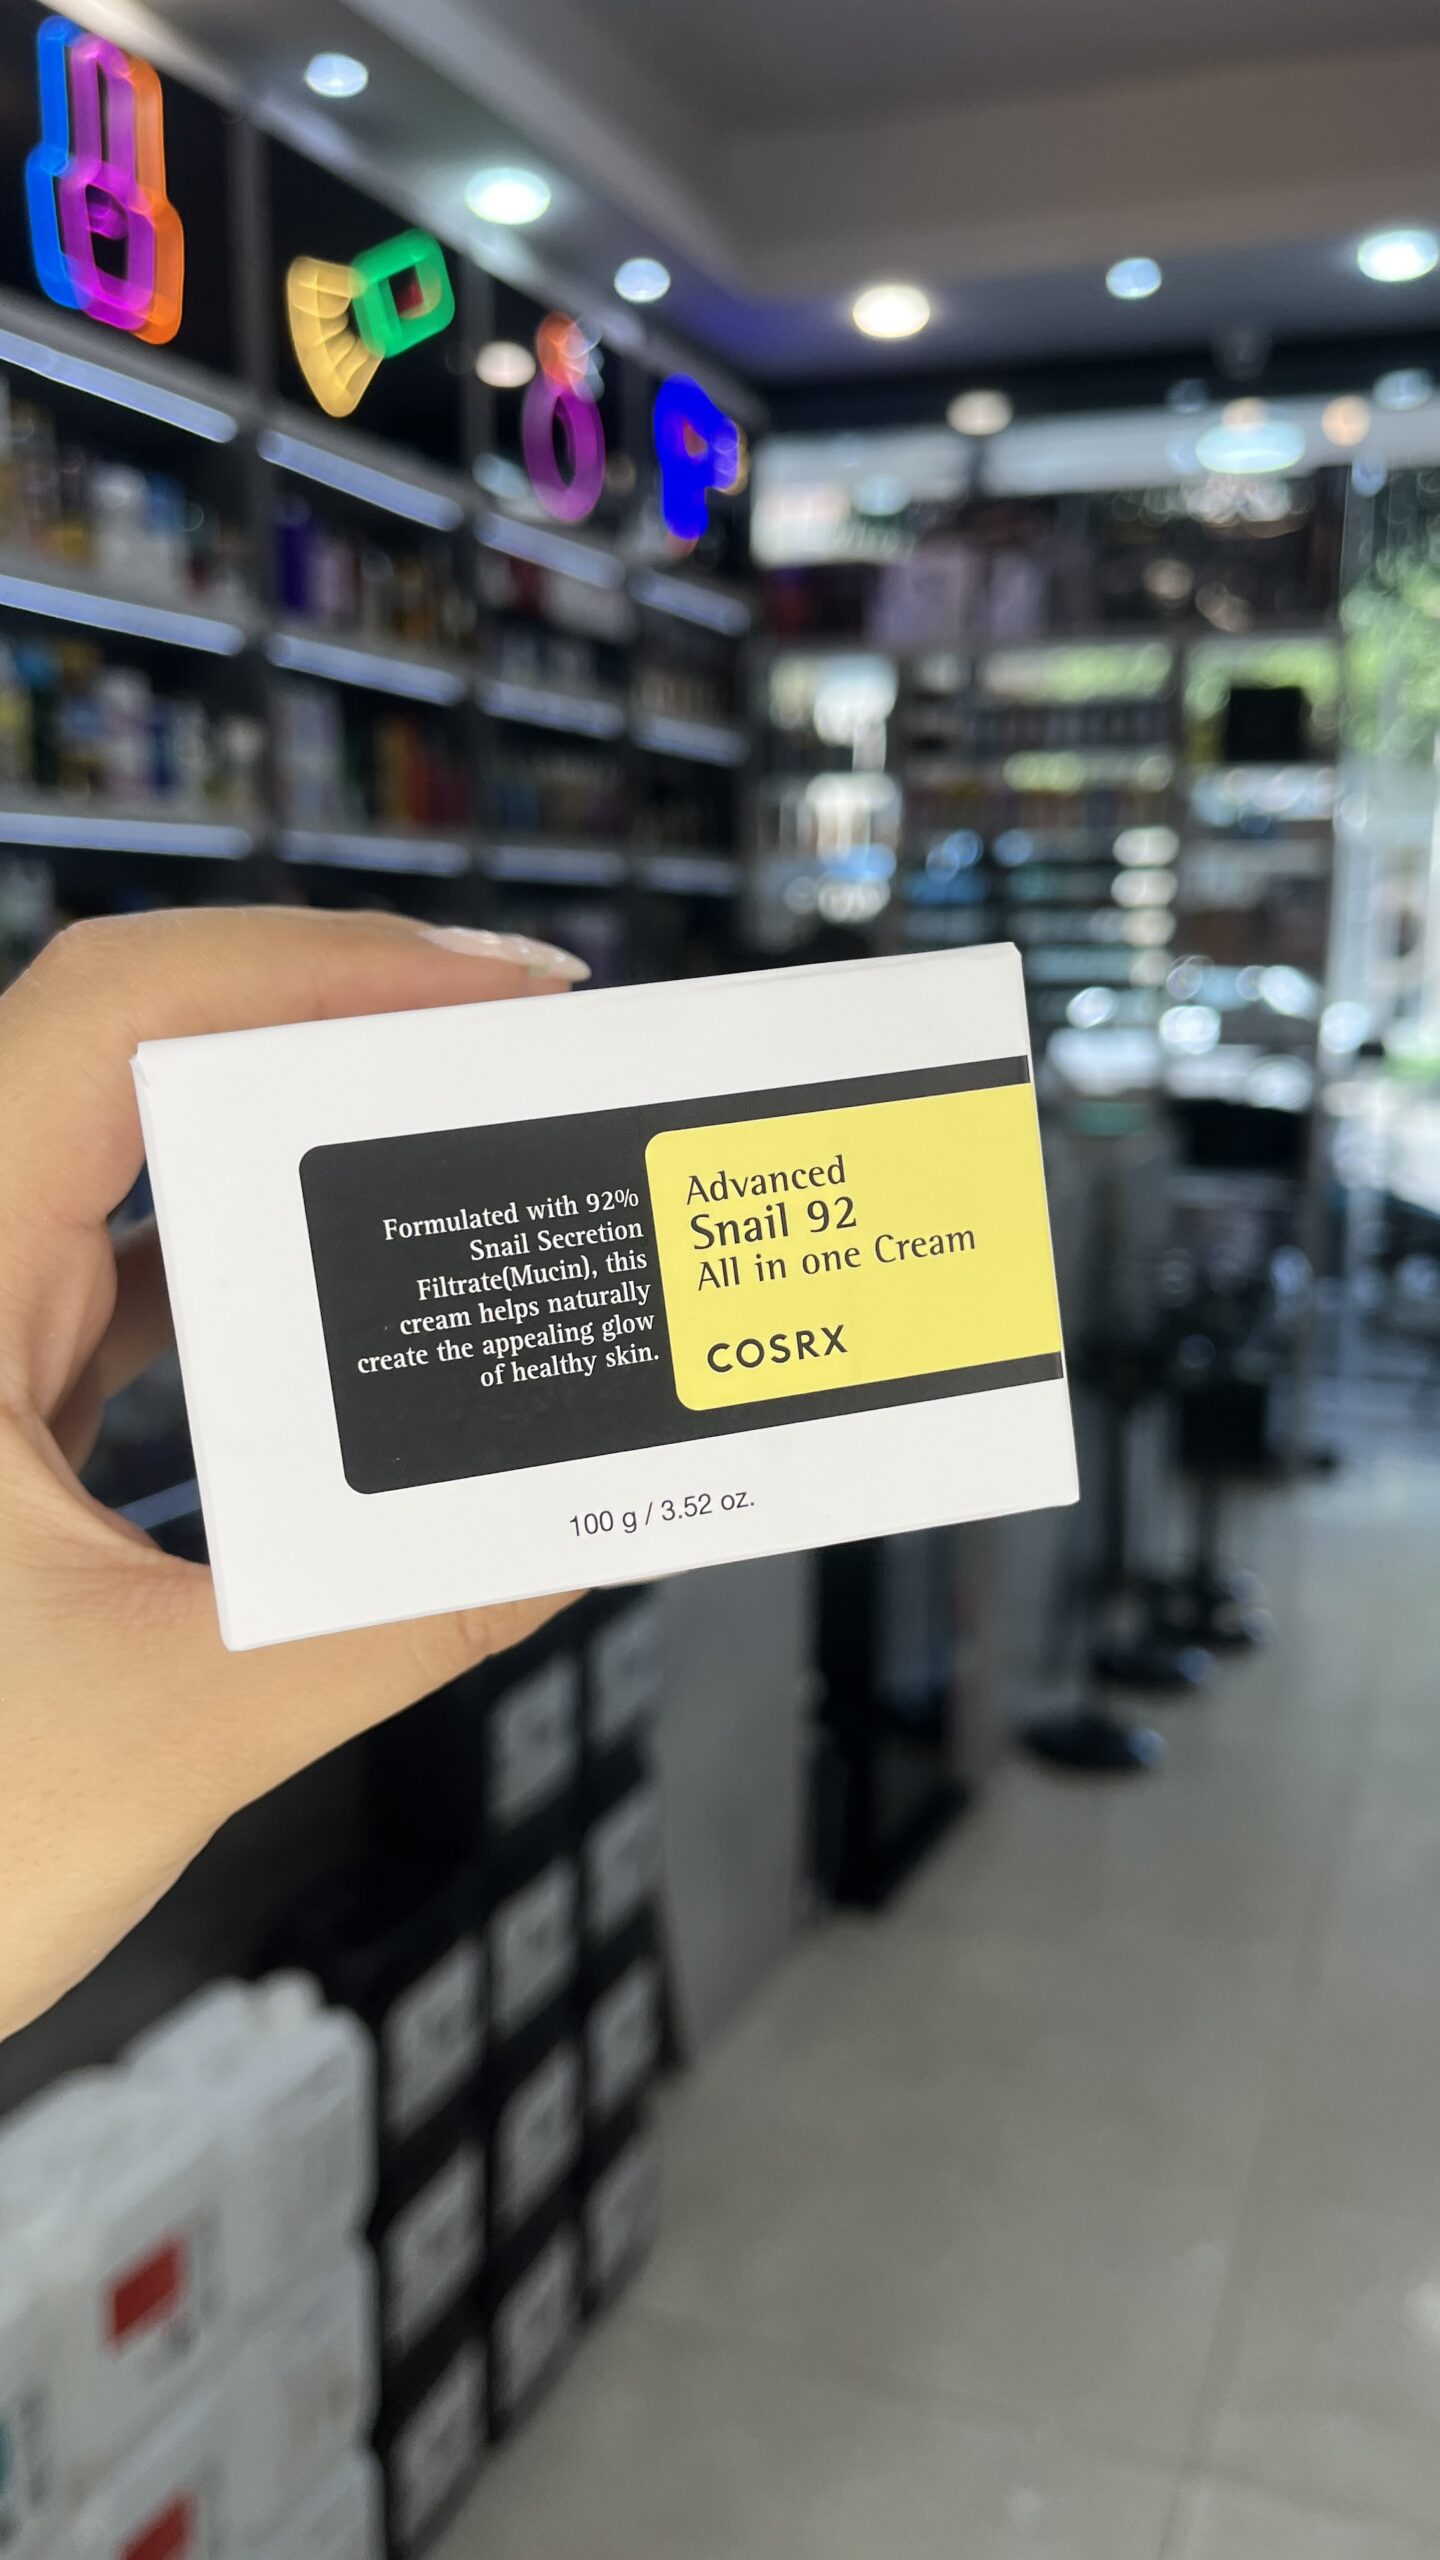 Formulated with 92%
Snail Secretion
Filtrate(Mucin), this
cream helps naturally
create the appealing glow
of healthy skin.
Advanced
Snail 92
All in one Cream
COSRX
100 g / 3.52 oz.